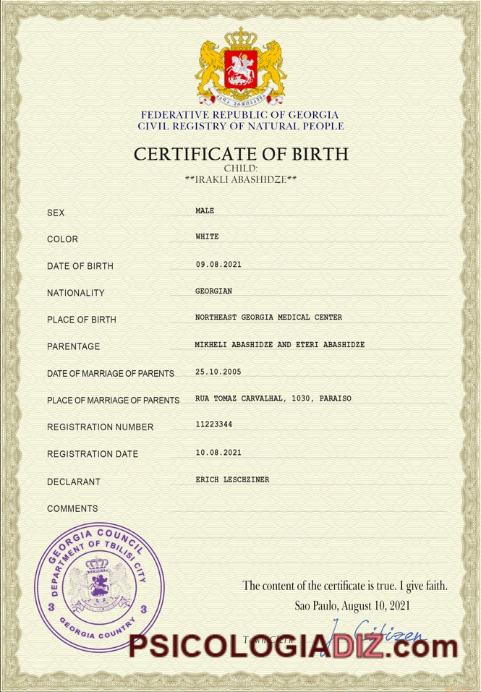 FEDERATIVE REPUBLIC OF GEORGIA
CIVIL REGISTRY OF NATURAL PEOPLE
CERTIFICATE OF BIRTH
CHILD:
**IRAKLI ABASHIDZE**
SEX MALE
COLOR WHITE
DATE OF BIRTH 09.08.2021
NATIONALITY GEORGIAN
PLACE OF BIRTH NORTHEAST GEORGIA MEDICAL CENTER
PARENTAGE MIKHELI ABASHIDZE AND ETERI ABASHIDZE
DATE OF MARRIAGE OF PARENTS 25.10.2005
PLACE OF MARRIAGE OF PARENTS RUA TOMAZ CARVALHAL, 1030, PARAISO
REGISTRATION NUMBER 11223344
REGISTRATION DATE 10.08.2021
DECLARANT ERICH LESCHZINER
COMMENTS
GEORGIA COUNCIL
DEPARTMENT OF TBILISI CITY
3 3
GEORGIA COUNTRY
The content of the certificate is true. I give faith.
Sao Paulo, August 10, 2021
J. Citizen
PSICOLOGIADIZ.com